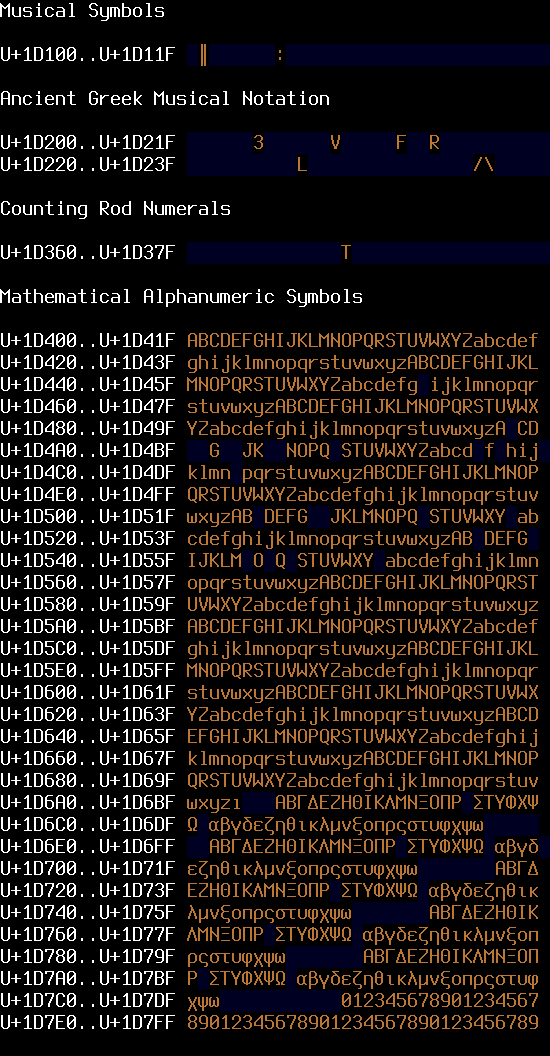 Musical Symbols
U+1D100..U+1D11F  ‖      :
Ancient Greek Musical Notation
U+1D200..U+1D21F       3      V     F  R
U+1D220..U+1D23F           L               /\
Counting Rod Numerals
U+1D360..U+1D37F               T
Mathematical Alphanumeric Symbols
U+1D400..U+1D41F ABCDEFGHIJKLMNOPQRSTUVWXYZabcdef
U+1D420..U+1D43F ghijklmnopqrstuvwxyzABCDEFGHIJKL
U+1D440..U+1D45F MNOPQRSTUVWXYZabcdefg ijklmnopqr
U+1D460..U+1D47F stuvwxyzABCDEFGHIJKLMNOPQRSTUVWX
U+1D480..U+1D49F YZabcdefghijklmnopqrstuvwxyzA CD
U+1D4A0..U+1D4BF   G  JK  NOPQ STUVWXYZabcd f hij
U+1D4C0..U+1D4DF klmn pqrstuvwxyzABCDEFGHIJKLMNOP
U+1D4E0..U+1D4FF QRSTUVWXYZabcdefghijklmnopqrstuv
U+1D500..U+1D51F wxyzAB DEFG  JKLMNOPQ STUVWXY ab
U+1D520..U+1D53F cdefghijklmnopqrstuvwxyzAB DEFG
U+1D540..U+1D55F IJKLM O Q STUVWXY abcdefghijklmn
U+1D560..U+1D57F opqrstuvwxyzABCDEFGHIJKLMNOPQRST
U+1D580..U+1D59F UVWXYZabcdefghijklmnopqrstuvwxyz
U+1D5A0..U+1D5BF ABCDEFGHIJKLMNOPQRSTUVWXYZabcdef
U+1D5C0..U+1D5DF ghijklmnopqrstuvwxyzABCDEFGHIJKL
U+1D5E0..U+1D5FF MNOPQRSTUVWXYZabcdefghijklmnopqr
U+1D600..U+1D61F stuvwxyzABCDEFGHIJKLMNOPQRSTUVWX
U+1D620..U+1D63F YZabcdefghijklmnopqrstuvwxyzABCD
U+1D640..U+1D65F EFGHIJKLMNOPQRSTUVWXYZabcdefghij
U+1D660..U+1D67F klmnopqrstuvwxyzABCDEFGHIJKLMNOP
U+1D680..U+1D69F QRSTUVWXYZabcdefghijklmnopqrstuv
U+1D6A0..U+1D6BF wxyzı   ΑΒΓΔΕΖΗΘΙΚΛΜΝΞΟΠΡ ΣΤΥΦΧΨ
U+1D6C0..U+1D6DF Ω αβγδεζηθικλμνξοπρςστυφχψω
U+1D6E0..U+1D6FF   ΑΒΓΔΕΖΗΘΙΚΛΜΝΞΟΠΡ ΣΤΥΦΧΨΩ αβγδ
U+1D700..U+1D71F εζηθικλμνξοπρςστυφχψω       ΑΒΓΔ
U+1D720..U+1D73F ΕΖΗΘΙΚΛΜΝΞΟΠΡ ΣΤΥΦΧΨΩ αβγδεζηθικ
U+1D740..U+1D75F λμνξοπρςστυφχψω       ΑΒΓΔΕΖΗΘΙΚ
U+1D760..U+1D77F ΛΜΝΞΟΠΡ ΣΤΥΦΧΨΩ αβγδεζηθικλμνξοπ
U+1D780..U+1D79F ρςστυφχψω       ΑΒΓΔΕΖΗΘΙΚΛΜΝΞΟΠ
U+1D7A0..U+1D7BF Ρ ΣΤΥΦΧΨΩ αβγδεζηθικλμνξοπρςστυφ
U+1D7C0..U+1D7DF χψω           012345678901234567
U+1D7E0..U+1D7FF 89012345678901234567890123456789